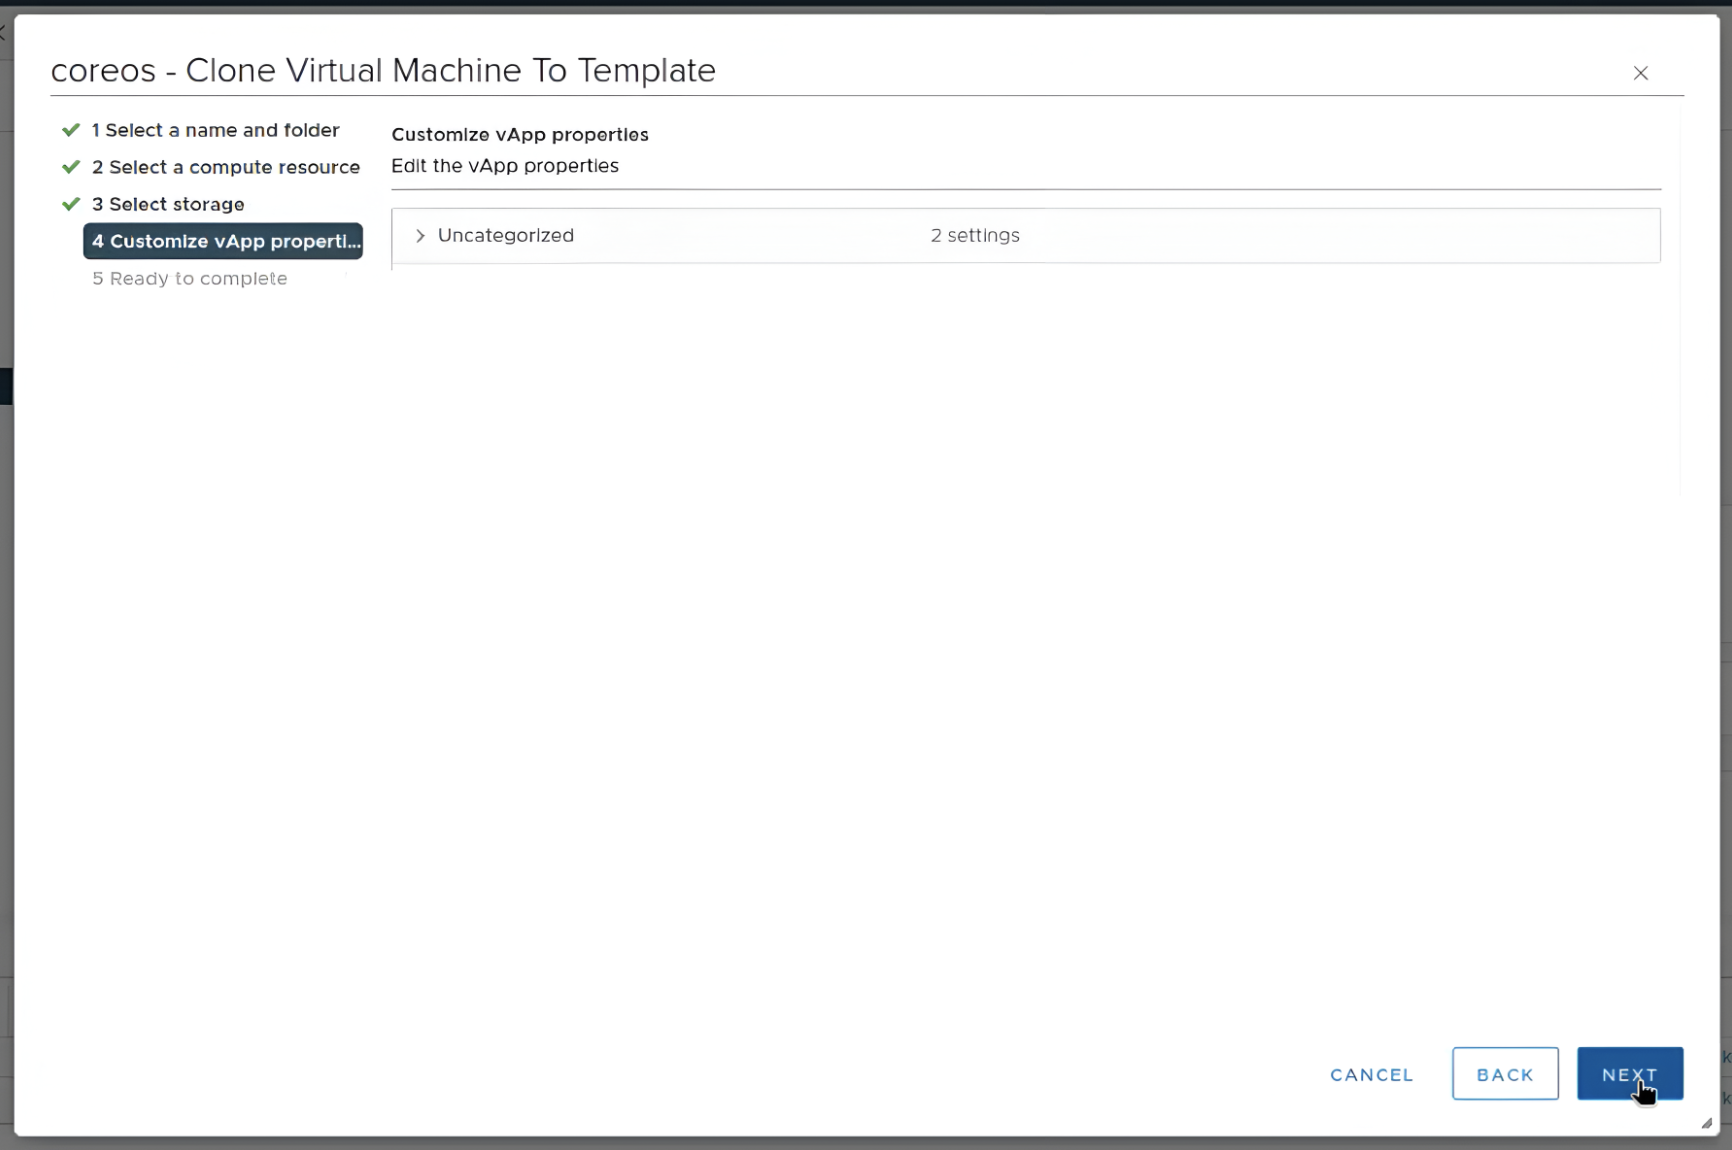 coreos - Clone Virtual Machine To Template
1 Select a name and folder
2 Select a compute resource
3 Select storage
4 Customize vApp properti...
5 Ready to complete
Customize vApp properties
Edit the vApp properties
Uncategorized 2 settings
CANCEL BACK NEXT